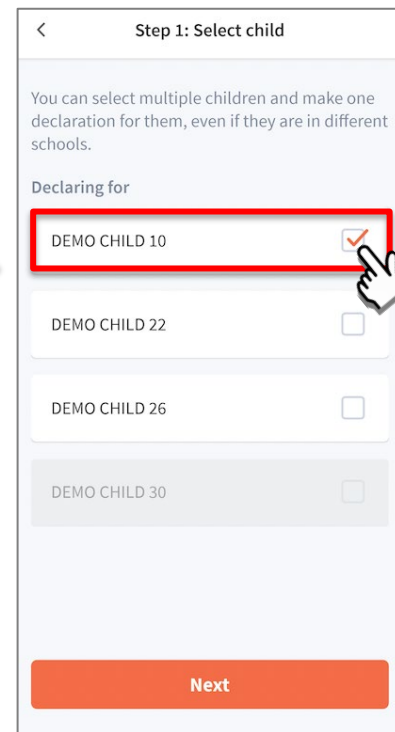 Step 1: Select child
You can select multiple children and make one
declaration for them, even if they are in different
schools.
Declaring for
DEMO CHILD 10
DEMO CHILD 22
DEMO CHILD 26
DEMO CHILD 30
Next